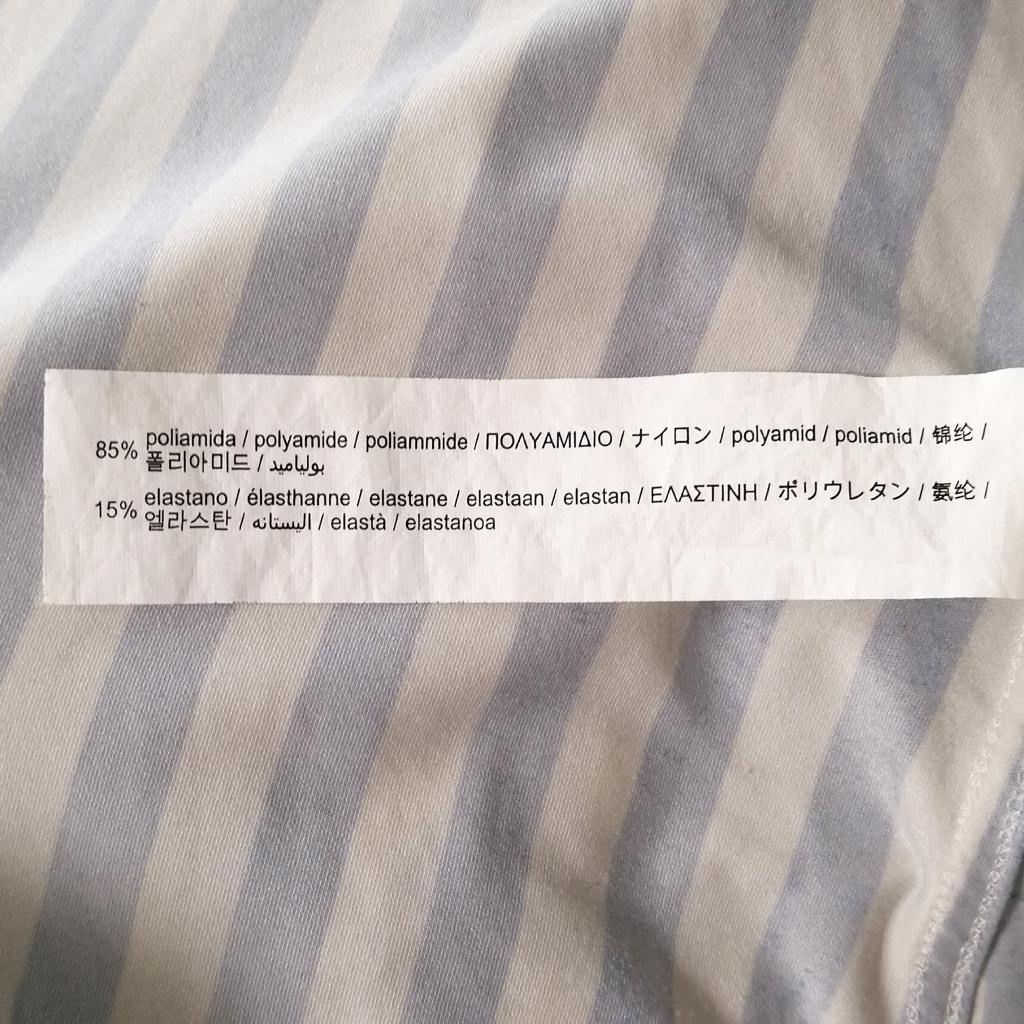 85% poliamida / polyamide / poliammide / ΠΟΛΥΑΜΙΔΙΟ / ナイロン / polyamid / poliamid / 锦纶 /
폴리아미드 / بولياميد
15% elastano / élasthanne / elastane / elastaan / elastan / ΕΛΑΣΤΙΝΗ / ポリウレタン / 氨纶 /
엘라스탄 / اليستانه / elastà / elastanoa